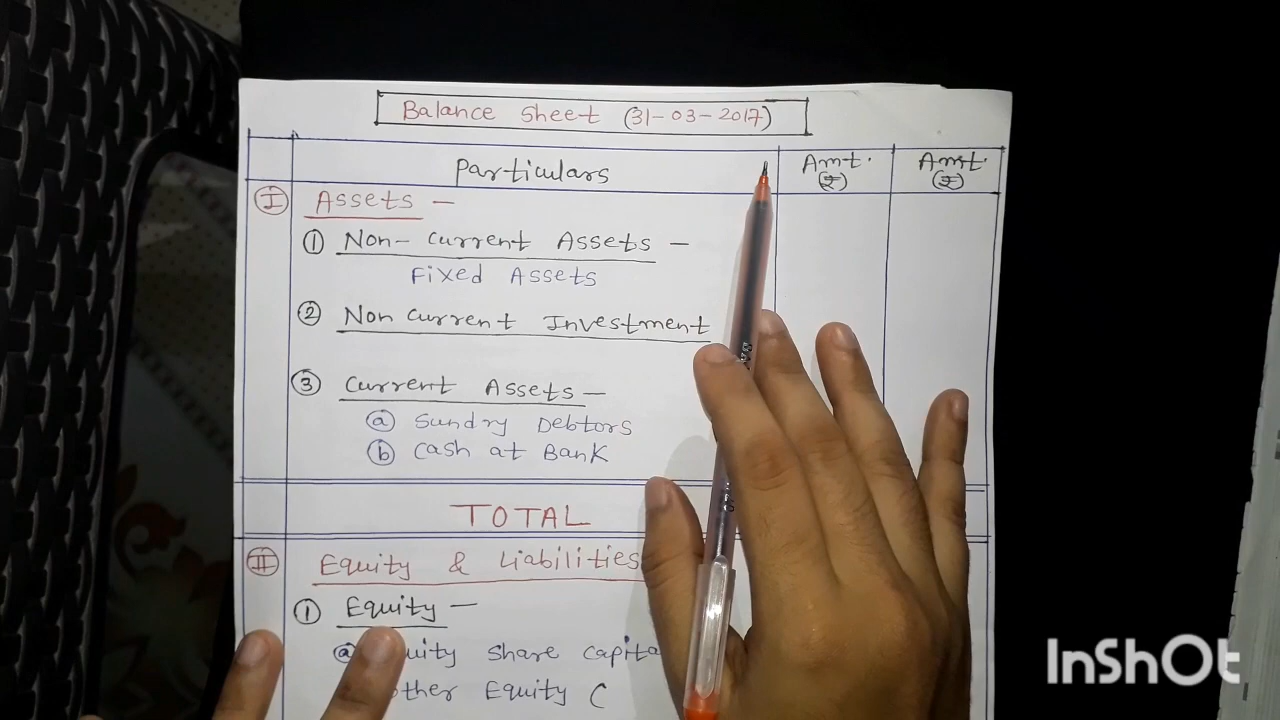 Balance Sheet (31-03-2017)
Particulars Amt. (₹) Amt. (₹)
I Assets -
1 Non-Current Assets -
Fixed Assets
2 Non Current Investment
3 Current Assets -
a Sundry Debtors
b Cash at Bank
TOTAL
II Equity & Liabilities
1 Equity -
a share
Equity (
InShOt